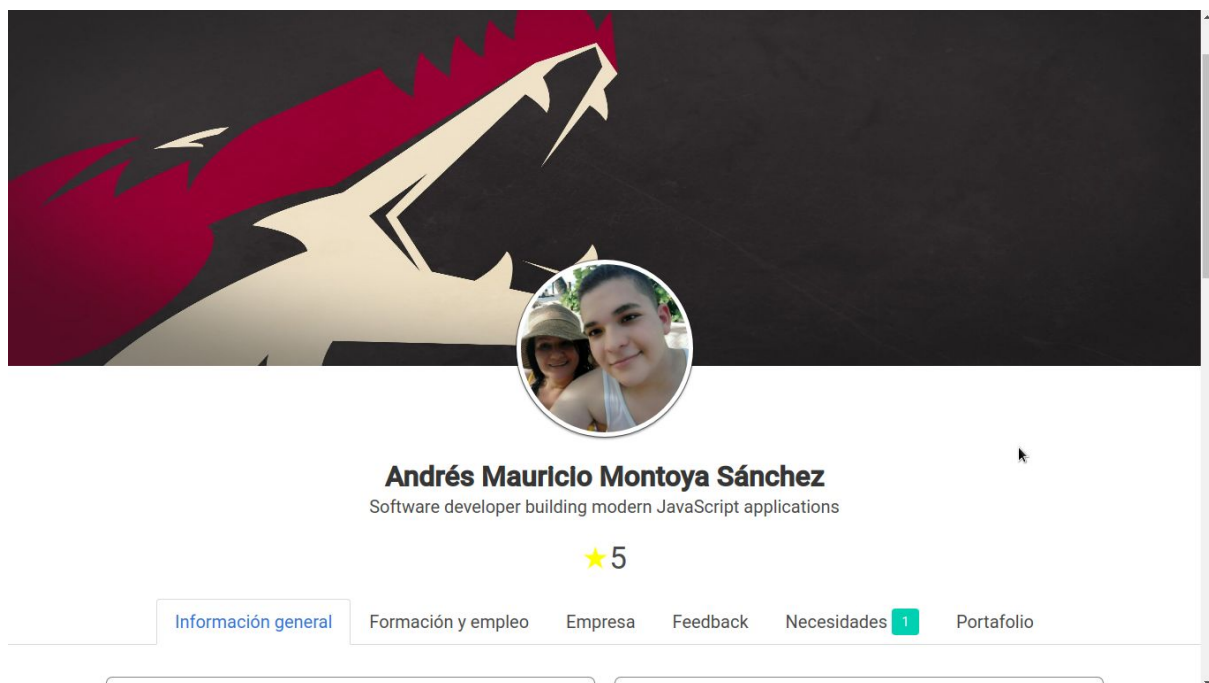 Andrés Mauricio Montoya Sánchez
Software developer building modern JavaScript applications
★5
Información general Formación y empleo Empresa Feedback Necesidades 1 Portafolio